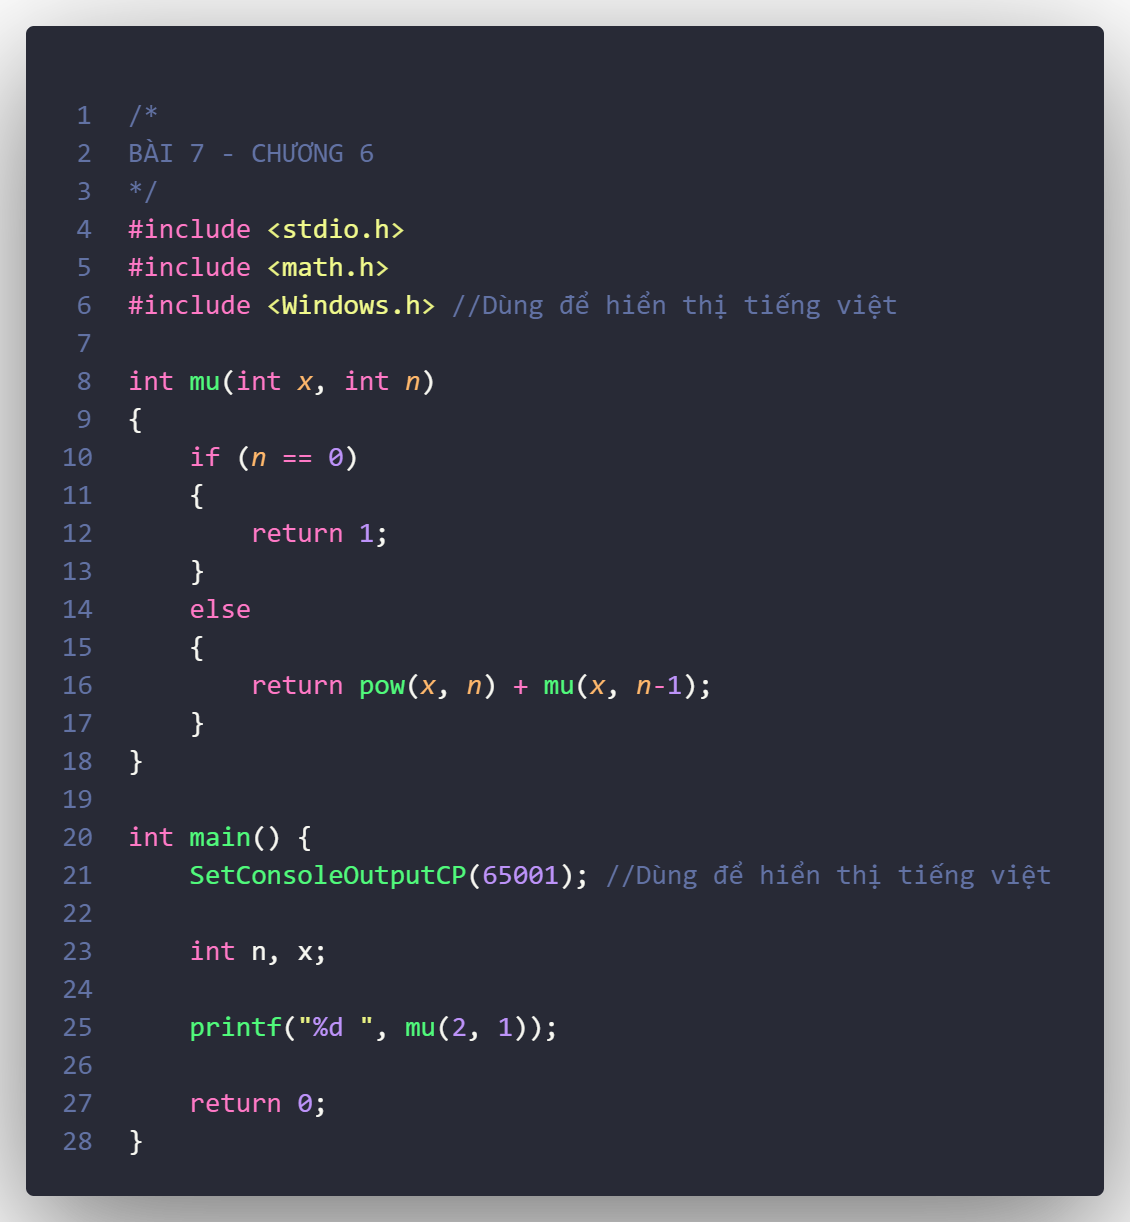 1 /*
2 BÀI 7 - CHƯƠNG 6
3 */
4 #include <stdio.h>
5 #include <math.h>
6 #include <Windows.h> //Dùng để hiển thị tiếng việt
7
8 int mu(int x, int n)
9 {
10     if (n == 0)
11     {
12         return 1;
13     }
14     else
15     {
16         return pow(x, n) + mu(x, n-1);
17     }
18 }
19
20 int main() {
21     SetConsoleOutputCP(65001); //Dùng để hiển thị tiếng việt
22
23     int n, x;
24
25     printf("%d ", mu(2, 1));
26
27     return 0;
28 }